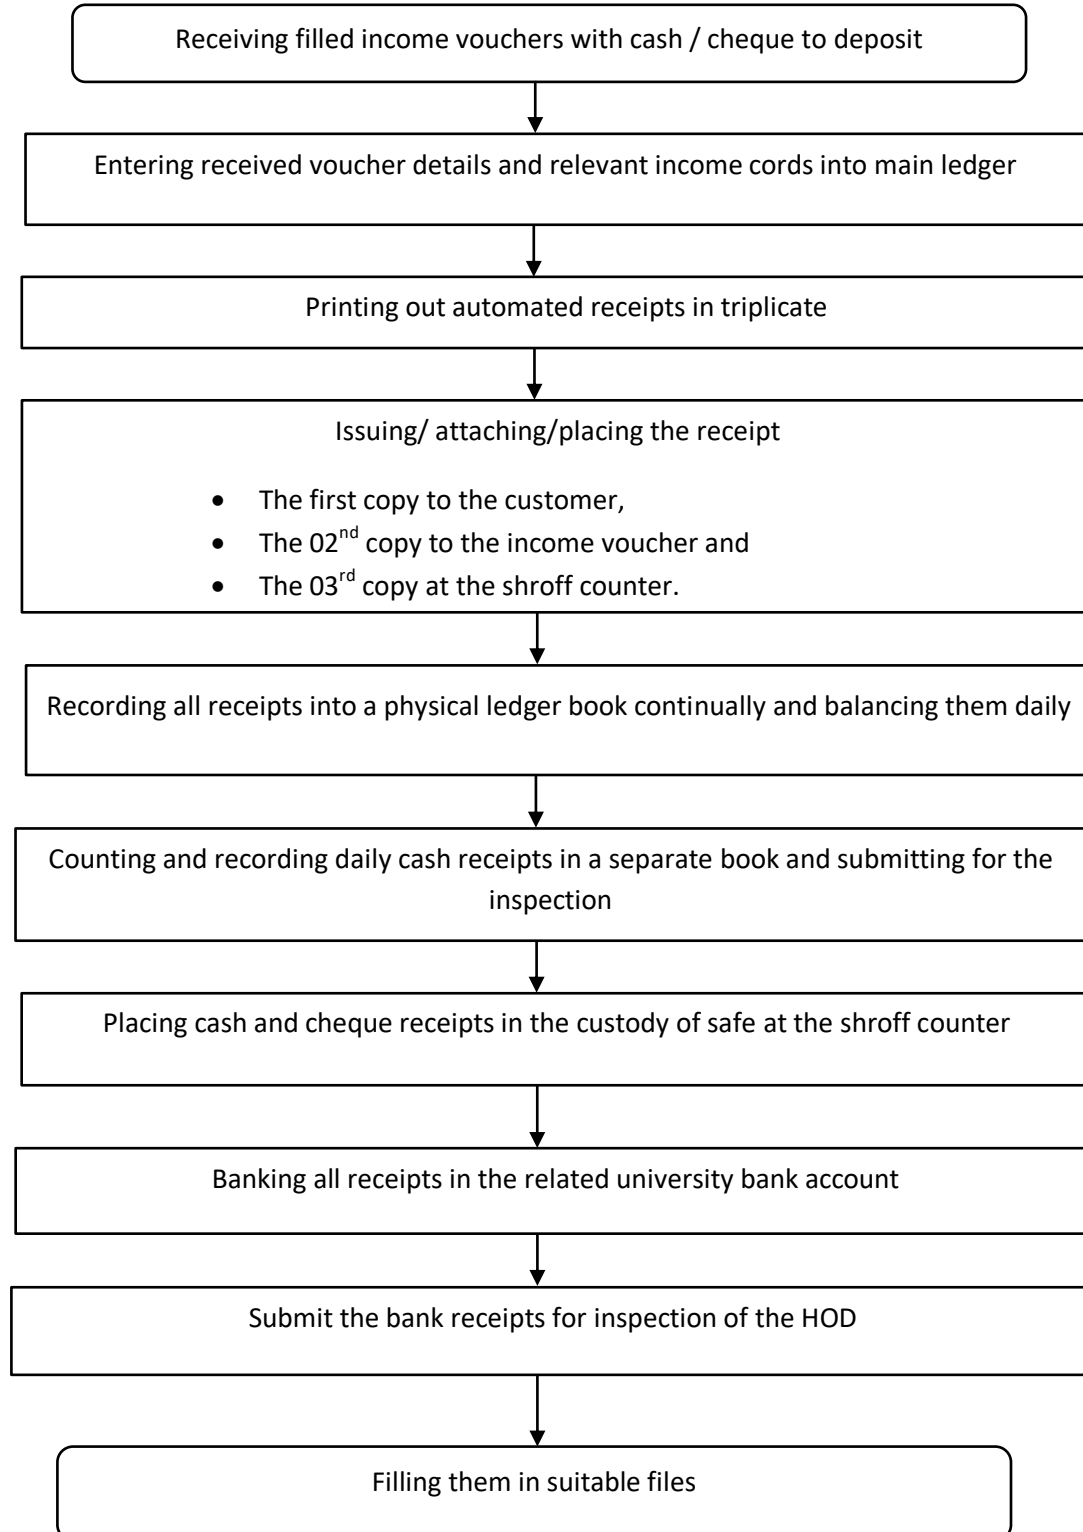 Receiving filled income vouchers with cash / cheque to deposit
Entering received voucher details and relevant income cords into main ledger
Printing out automated receipts in triplicate
Issuing/ attaching/placing the receipt
• The first copy to the customer,
• The 02nd copy to the income voucher and
• The 03rd copy at the shroff counter.
Recording all receipts into a physical ledger book continually and balancing them daily
Counting and recording daily cash receipts in a separate book and submitting for the
inspection
Placing cash and cheque receipts in the custody of safe at the shroff counter
Banking all receipts in the related university bank account
Submit the bank receipts for inspection of the HOD
Filling them in suitable files